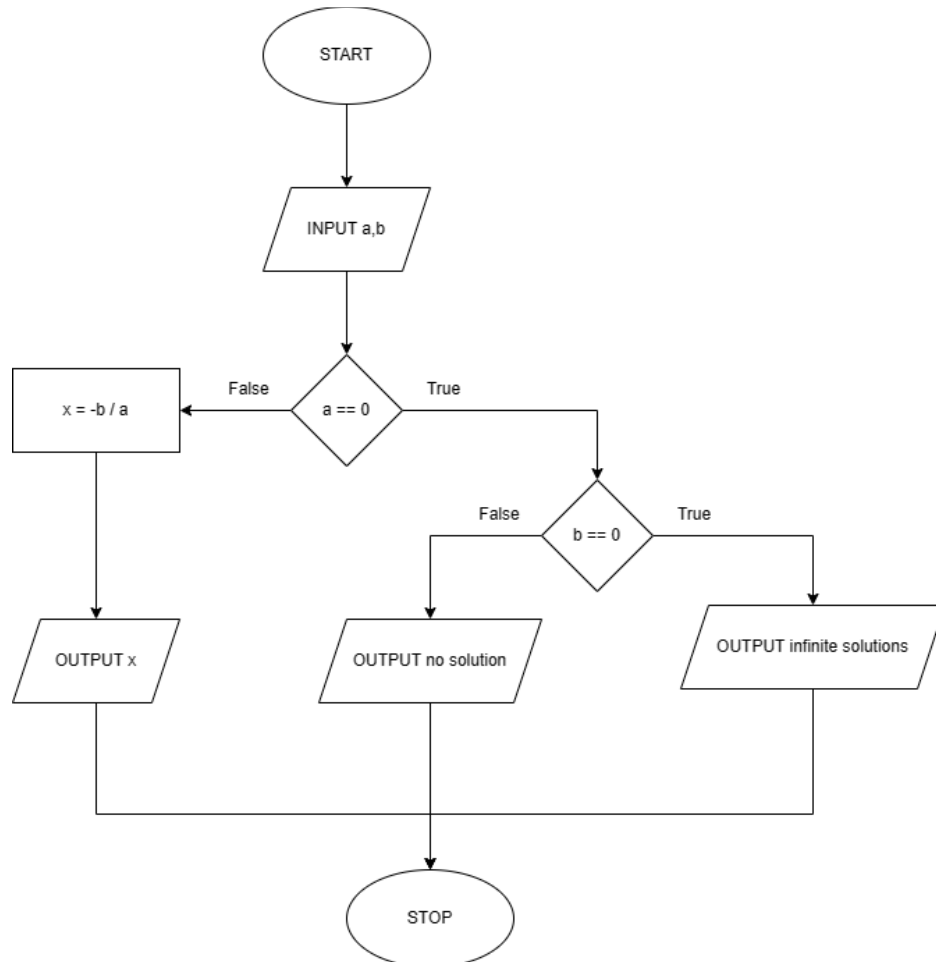 START
INPUT a,b
False
True
x = -b / a
a == 0
False
True
b == 0
OUTPUT x
OUTPUT no solution
OUTPUT infinite solutions
STOP